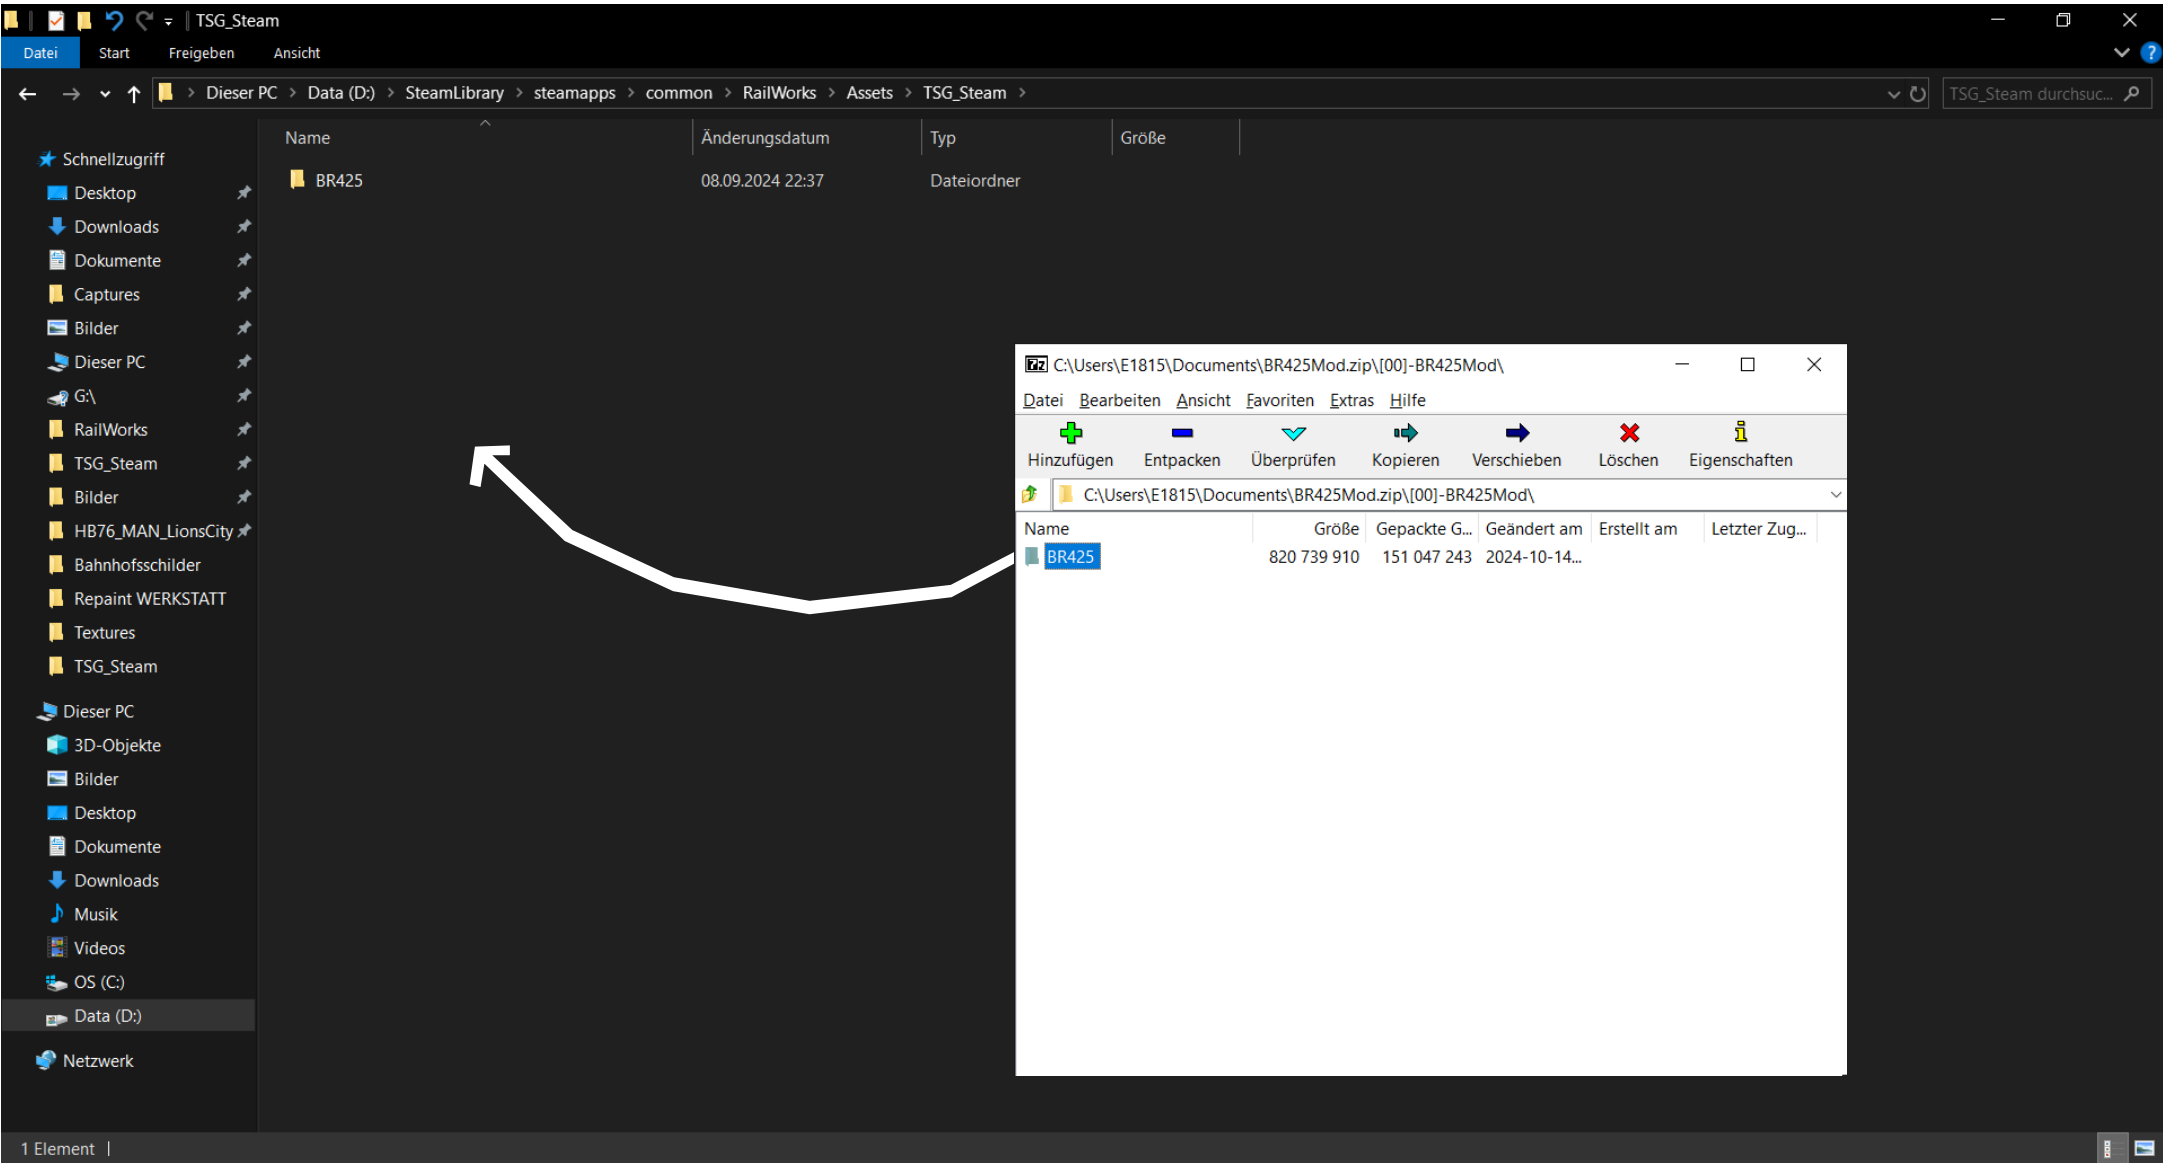 TSG_Steam
Datei Start Freigeben Ansicht
Dieser PC Data (D:) SteamLibrary steamapps common RailWorks Assets TSG_Steam
TSG_Steam durchsuc...
Name Änderungsdatum Typ Größe
BR425 08.09.2024 22:37 Dateiordner
Schnellzugriff
Desktop
Downloads
Dokumente
Captures
Bilder
Dieser PC
G:\
RailWorks
TSG_Steam
Bilder
HB76_MAN_LionsCity
Bahnhofsschilder
Repaint WERKSTATT
Textures
TSG_Steam
Dieser PC
3D-Objekte
Bilder
Desktop
Dokumente
Downloads
Musik
Videos
OS (C:)
Data (D:)
Netzwerk
1 Element
7z C:\Users\E1815\Documents\BR425Mod.zip\[00]-BR425Mod\
Datei Bearbeiten Ansicht Favoriten Extras Hilfe
Hinzufügen Entpacken Überprüfen Kopieren Verschieben Löschen Eigenschaften
C:\Users\E1815\Documents\BR425Mod.zip\[00]-BR425Mod\
Name Größe Gepackte G... Geändert am Erstellt am Letzter Zug...
BR425 820 739 910 151 047 243 2024-10-14...